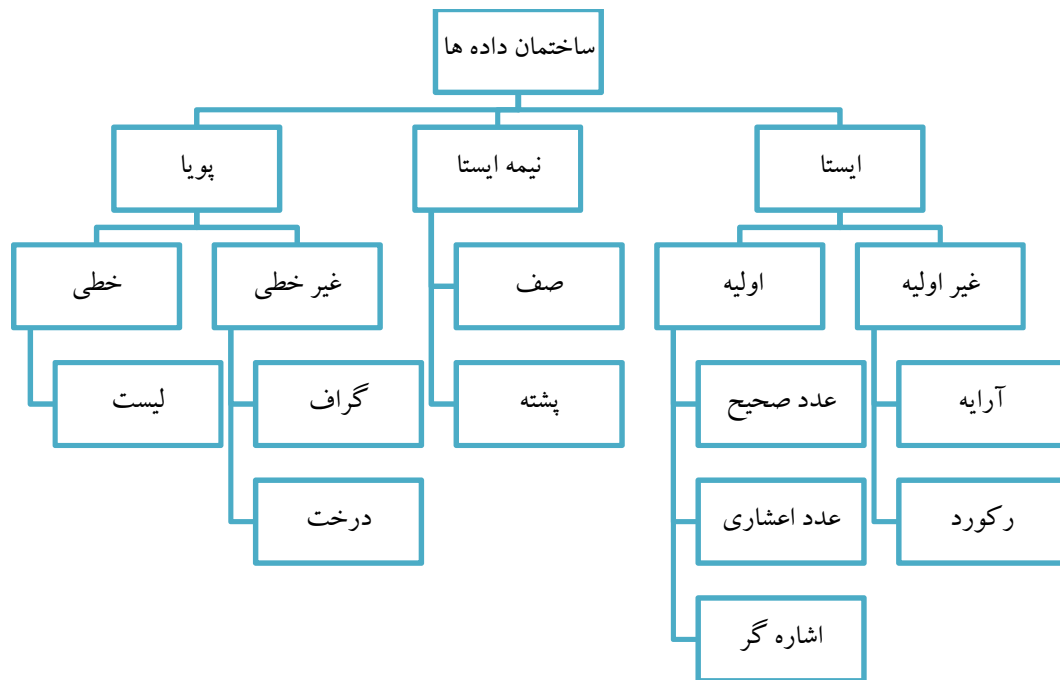 ساختمان داده ها
ایستا
نیمه ایستا
پویا
غیر اولیه
اولیه
صف
غیر خطی
خطی
آرایه
عدد صحیح
پشته
گراف
لیست
رکورد
عدد اعشاری
درخت
اشاره گر